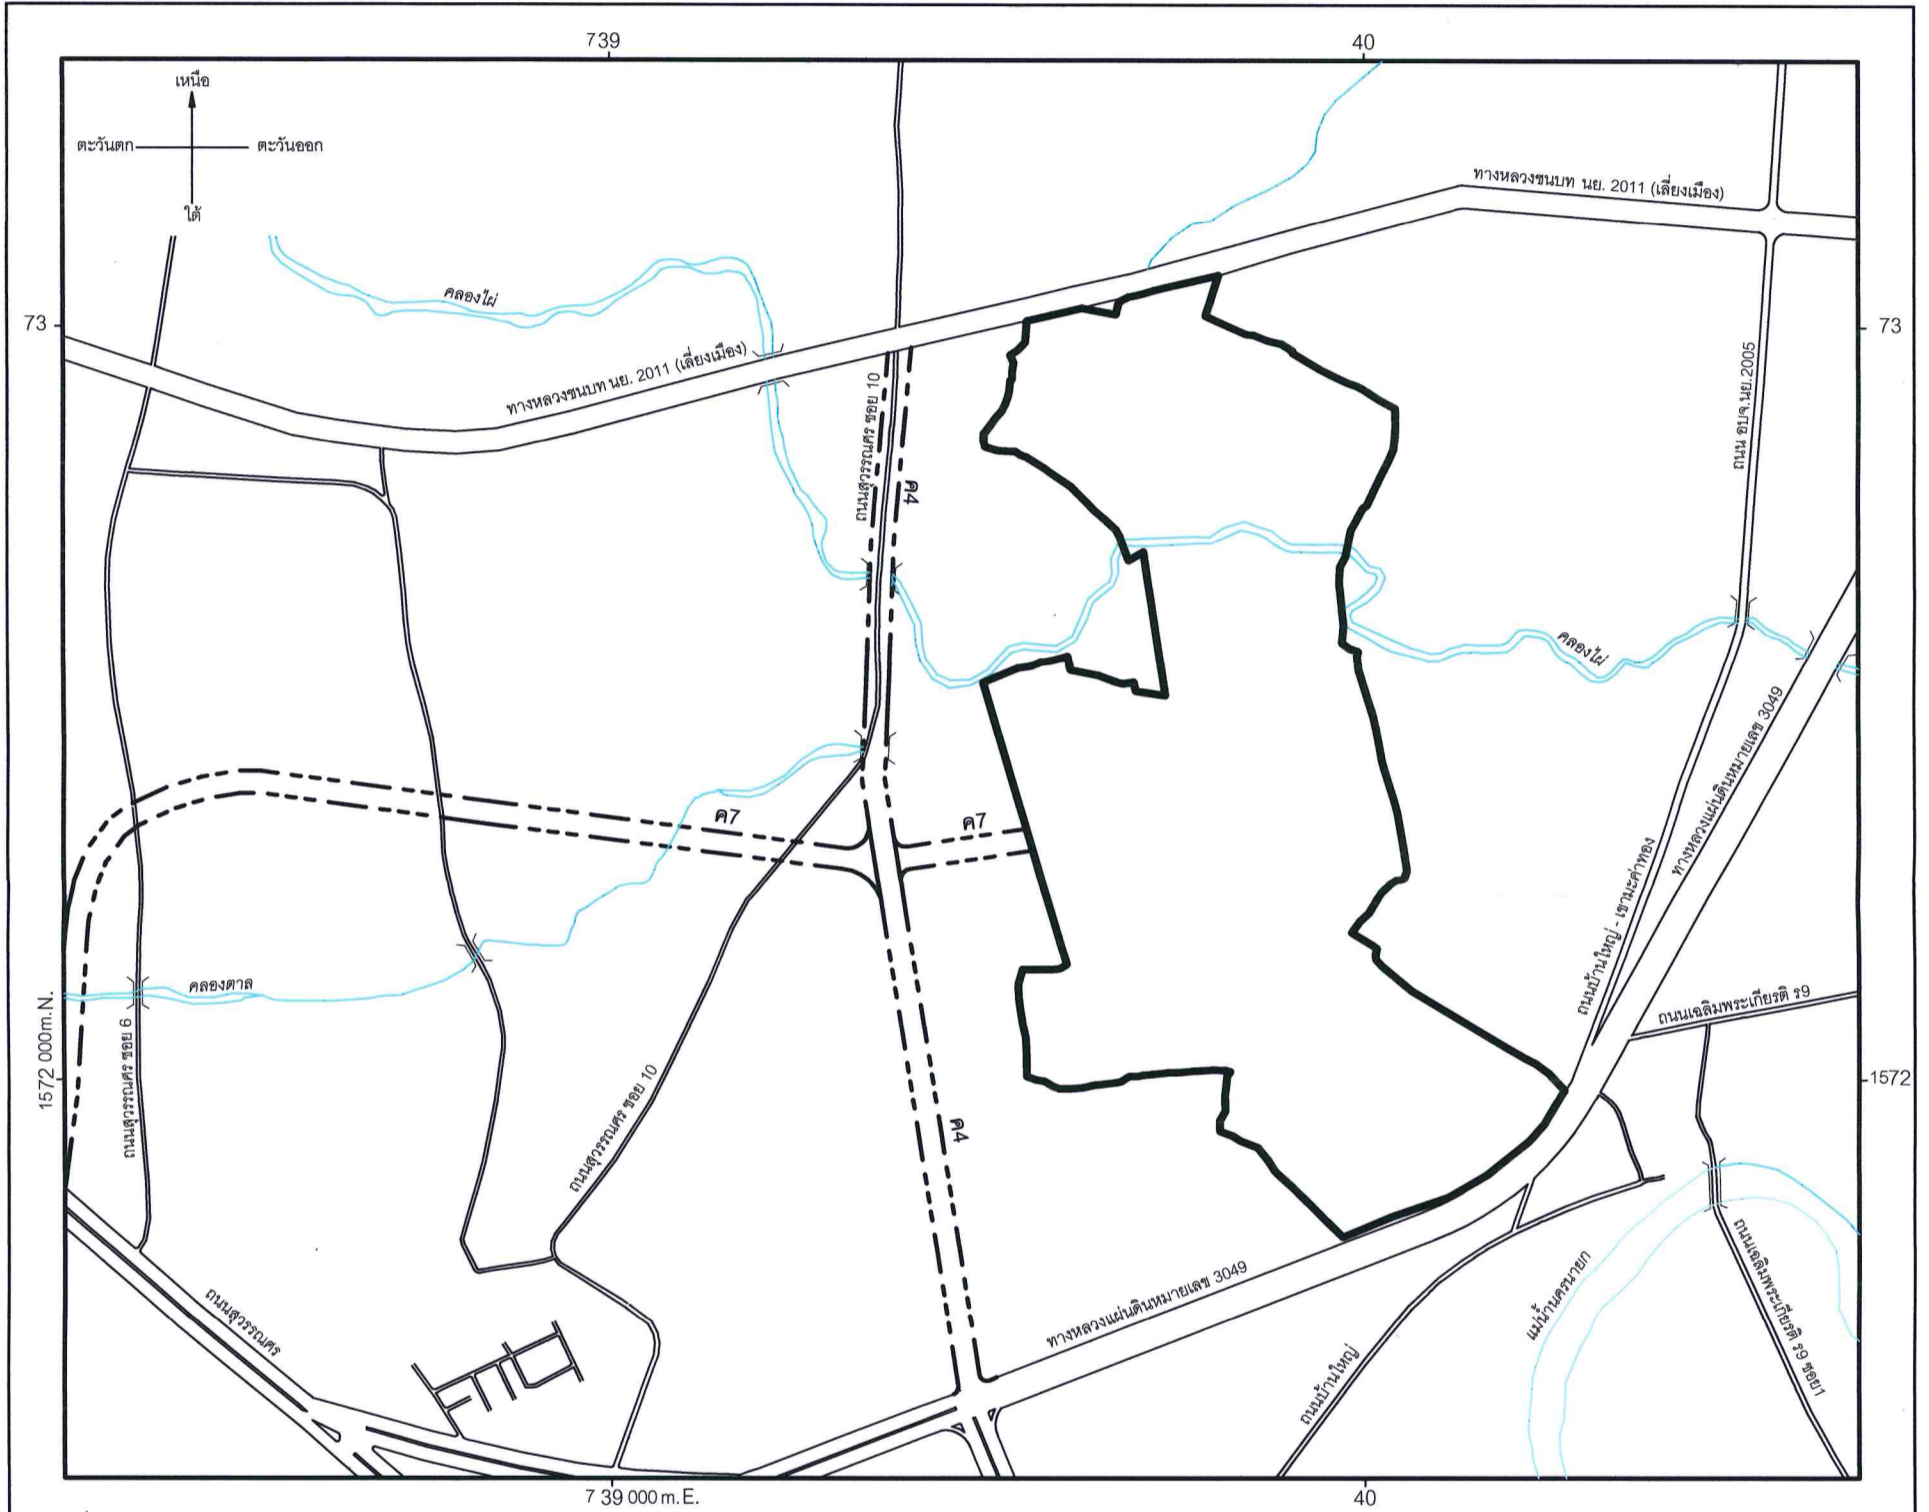 739
40
เหนือ
ตะวันตก
ตะวันออก
ใต้
ทางหลวงชนบท นย. 2011 (เลี่ยงเมือง)
คลองไผ่
73
73
ทางหลวงชนบท นย. 2011 (เลี่ยงเมือง)
ถนนสุวรรณศร ซอย 10
ค4
ถนน อบจ.นย.2005
คลองไผ่
ทางหลวงแผ่นดินหมายเลข 3049
ค7
ค7
ถนนบ้านใหญ่ - เขามะค่าทอง
คลองตาล
ถนนเฉลิมพระเกียรติ ร9
1572 000m.N.
ถนนสุวรรณศร ซอย 6
ถนนสุวรรณศร ซอย 10
ค4
1572
ถนนสุวรรณศร
ทางหลวงแผ่นดินหมายเลข 3049
แม่น้ำนครนายก
ถนนเฉลิมพระเกียรติ ร9 ซอย1
ถนนบ้านใหญ่
7 39 000 m. E.
40